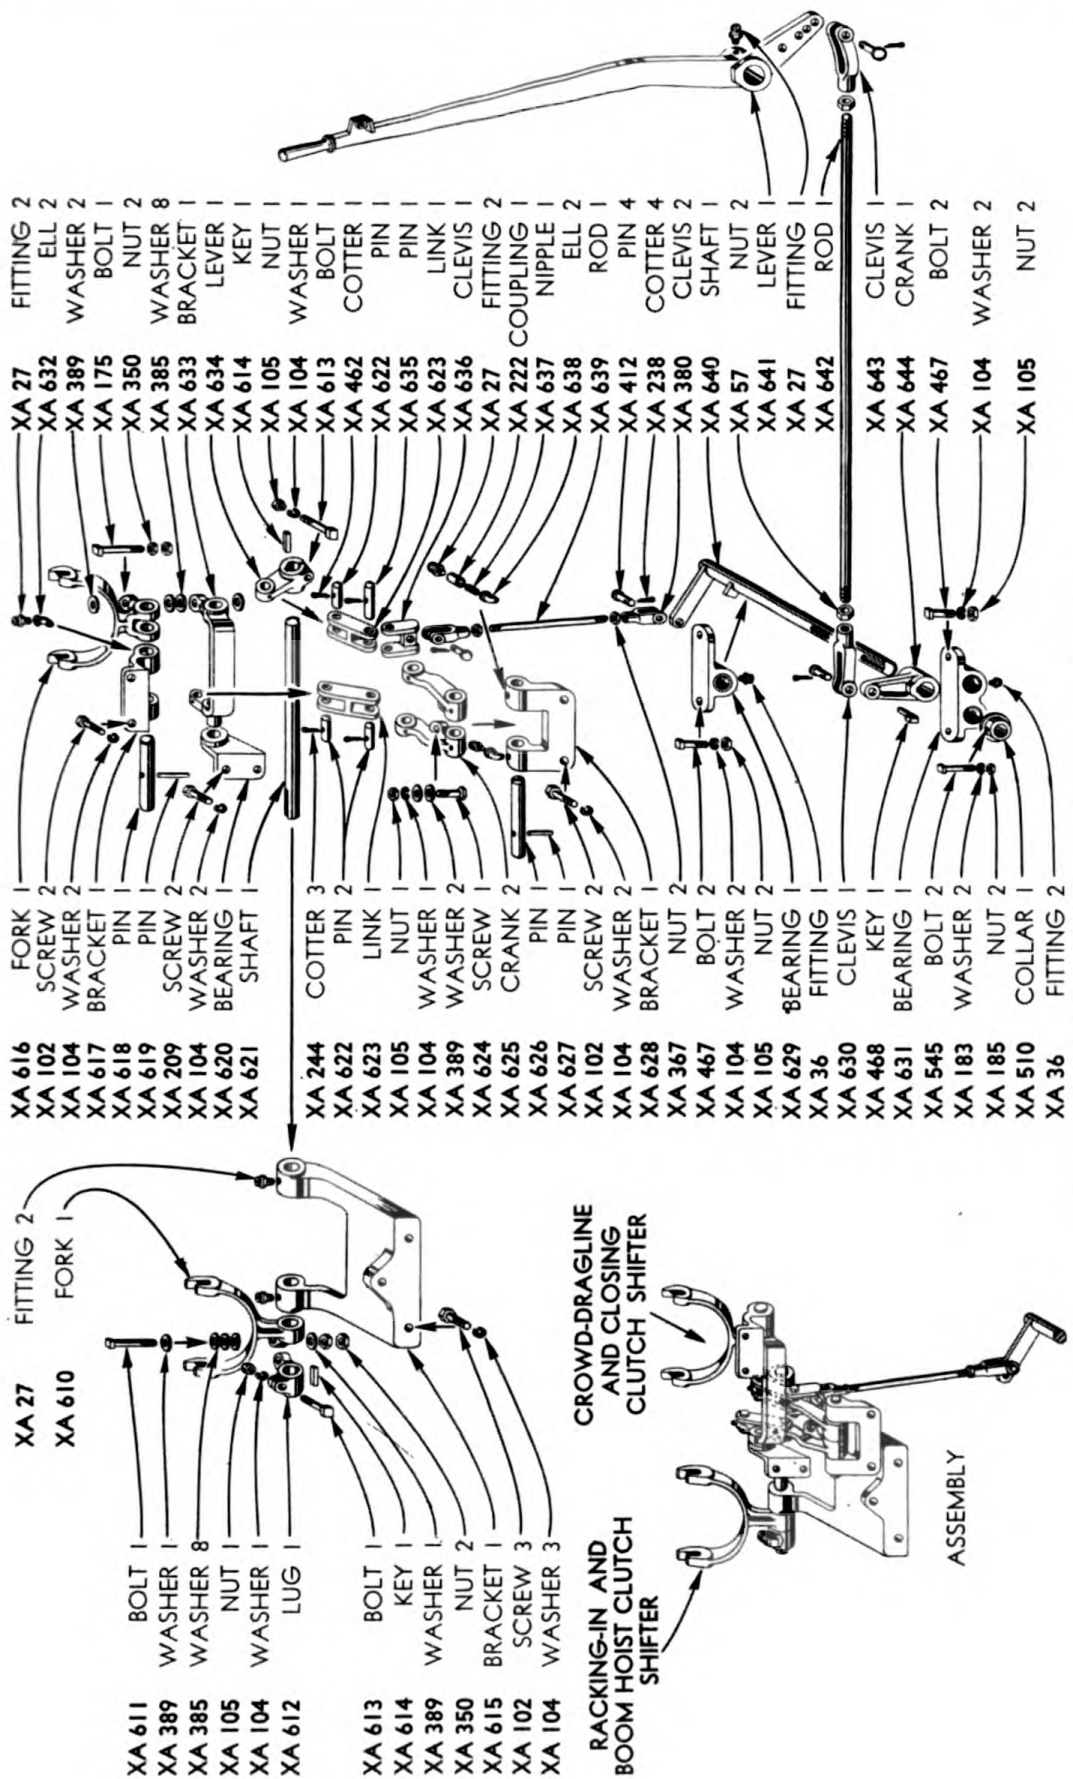 XA 27 FITTING 2
XA 610 FORK 1
XA 611 BOLT 1
XA 389 WASHER 1
XA 385 WASHER 8
XA 105 NUT 1
XA 104 WASHER 1
XA 612 LUG 1
XA 613 BOLT 1
XA 614 KEY 1
XA 389 WASHER 1
XA 350 NUT 2
XA 615 BRACKET 1
XA 102 SCREW 3
XA 104 WASHER 3
RACKING-IN AND
BOOM HOIST CLUTCH
SHIFTER
CROWD-DRAGLINE
AND CLOSING
CLUTCH SHIFTER
ASSEMBLY
XA 616 FORK 1
XA 102 SCREW 2
XA 104 WASHER 2
XA 617 BRACKET 1
XA 618 PIN 1
XA 619 PIN 1
XA 209 SCREW 2
XA 104 WASHER 2
XA 620 BEARING 1
XA 621 SHAFT 1
XA 244 COTTER 3
XA 622 PIN 2
XA 623 LINK 1
XA 105 NUT 1
XA 104 WASHER 1
XA 389 WASHER 2
XA 624 SCREW 1
XA 625 CRANK 2
XA 626 PIN 1
XA 627 PIN 1
XA 102 SCREW 2
XA 104 WASHER 2
XA 628 BRACKET 1
XA 367 NUT 2
XA 467 BOLT 2
XA 104 WASHER 2
XA 105 NUT 2
XA 629 BEARING 1
XA 36 FITTING 1
XA 630 CLEVIS 1
XA 468 KEY 1
XA 631 BEARING 1
XA 545 BOLT 2
XA 183 WASHER 2
XA 185 NUT 2
XA 510 COLLAR 1
XA 36 FITTING 2
XA 27 FITTING 2
XA 632 ELL 2
XA 389 WASHER 2
XA 175 BOLT 1
XA 350 NUT 2
XA 385 WASHER 8
XA 633 BRACKET 1
XA 634 LEVER 1
XA 614 KEY 1
XA 105 NUT 1
XA 104 WASHER 1
XA 613 BOLT 1
XA 462 COTTER 1
XA 622 PIN 1
XA 635 PIN 1
XA 623 LINK 1
XA 636 CLEVIS 1
XA 27 FITTING 2
XA 222 COUPLING 1
XA 637 NIPPLE 1
XA 638 ELL 2
XA 639 ROD 1
XA 412 PIN 4
XA 238 COTTER 4
XA 380 CLEVIS 2
XA 640 SHAFT 1
XA 57 NUT 2
XA 641 LEVER 1
XA 27 FITTING 1
XA 642 ROD 1
XA 643 CLEVIS 1
XA 644 CRANK 1
XA 467 BOLT 2
XA 104 WASHER 2
XA 105 NUT 2